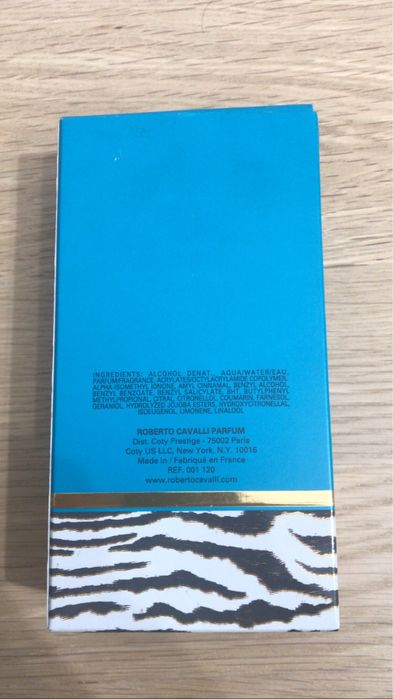 INGREDIENTS: ALCOHOL DENAT., AQUA/WATER/EAU,
PARFUM/FRAGRANCE, ACRYLATES/OCTYLACRYLAMIDE COPOLYMER,
ALPHA-ISOMETHYL IONONE, AMYL CINNAMAL, BENZYL ALCOHOL,
BENZYL BENZOATE, BENZYL SALICYLATE, BHT, BUTYLPHENYL
METHYLPROPIONAL, CITRAL, CITRONELLOL, COUMARIN, FARNESOL,
GERANIOL, HYDROLYZED JOJOBA ESTERS, HYDROXYCITRONELLAL,
ISOEUGENOL, LIMONENE, LINALOOL
ROBERTO CAVALLI PARFUM
Dist. Coty Prestige - 75002 Paris
Coty US LLC, New York, N.Y. 10016
Made in / Fabriqué en France
REF. 001 120
www.robertocavalli.com